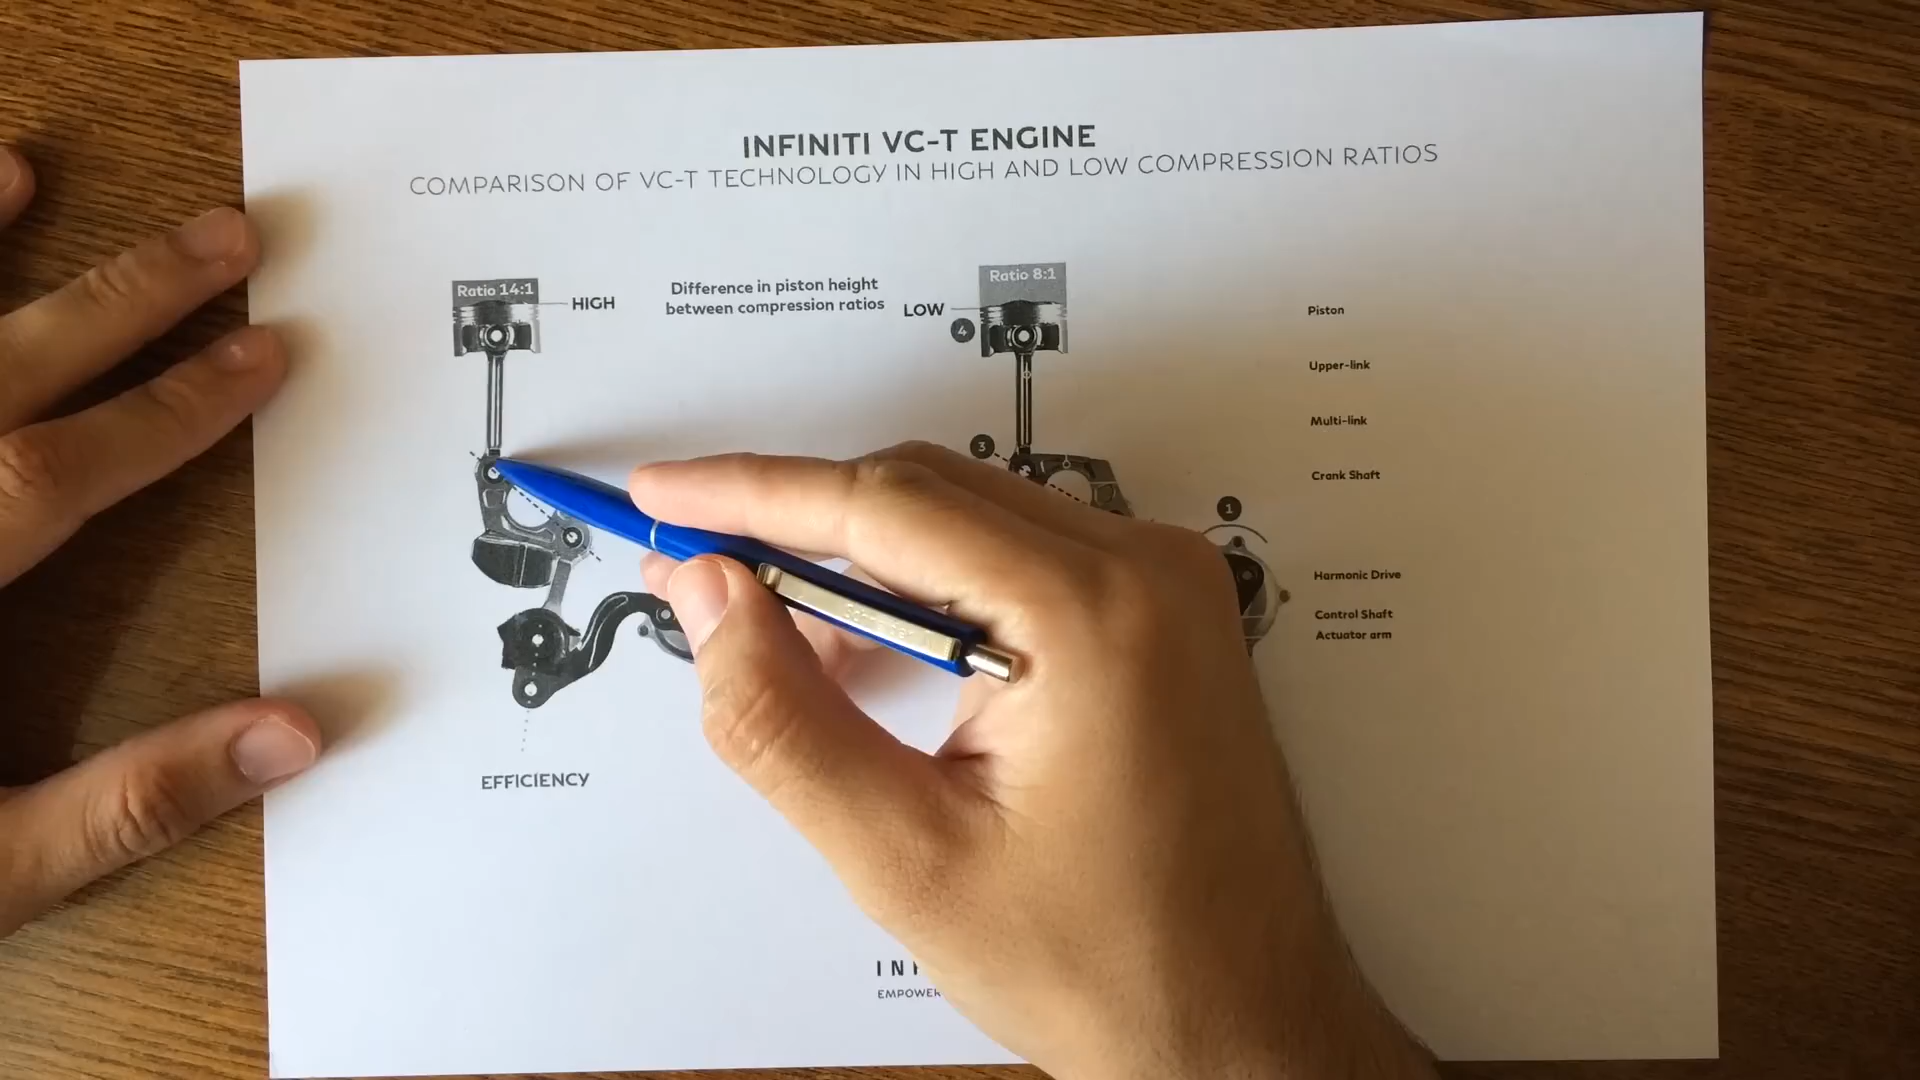 INFINITI VC-T ENGINE
COMPARISON OF VC-T TECHNOLOGY IN HIGH AND LOW COMPRESSION RATIOS
Ratio 14:1
HIGH
Difference in piston height
between compression ratios
LOW
Ratio 8:1
4
3
1
Piston
Upper-link
Multi-link
Crank Shaft
Harmonic Drive
Control Shaft
Actuator arm
EFFICIENCY
EMPOWER